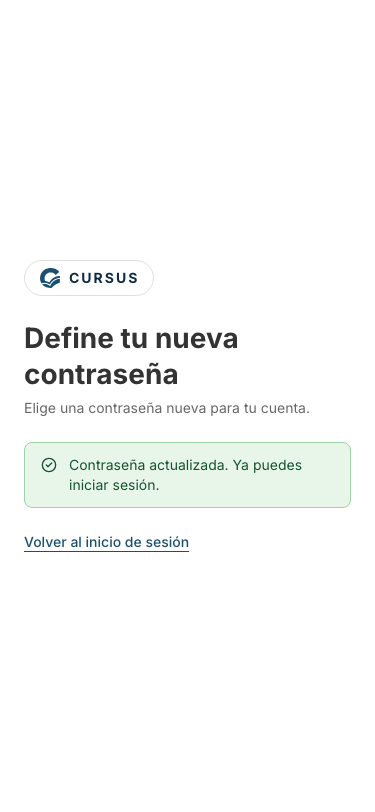 CURSUS
Define tu nueva
contraseña
Elige una contraseña nueva para tu cuenta.
Contraseña actualizada. Ya puedes
iniciar sesión.
Volver al inicio de sesión